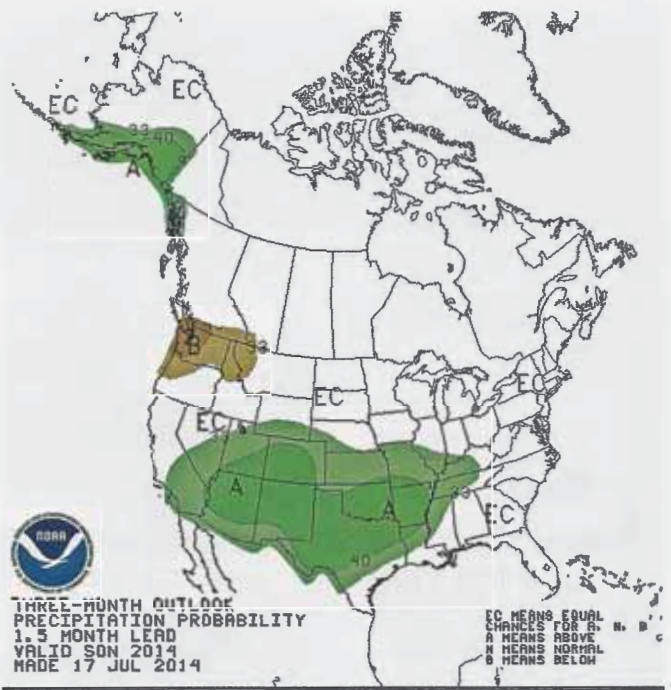 EC
EC
33
40
A
B
33
EC
EC
EC
A
A
33
EC
40
NOAA
THREE-MONTH OUTLOOK
PRECIPITATION PROBABILITY
1.5 MONTH LEAD
VALID SON 2014
MADE 17 JUL 2014
EC MEANS EQUAL
CHANCES FOR A, N, B
A MEANS ABOVE
N MEANS NORMAL
B MEANS BELOW